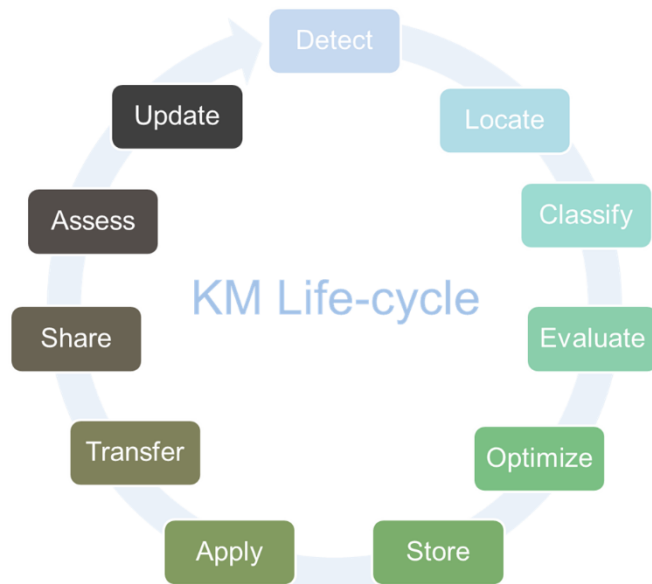 Detect
Locate
Classify
Evaluate
Optimize
Store
Apply
Transfer
Share
Assess
Update
KM Life-cycle